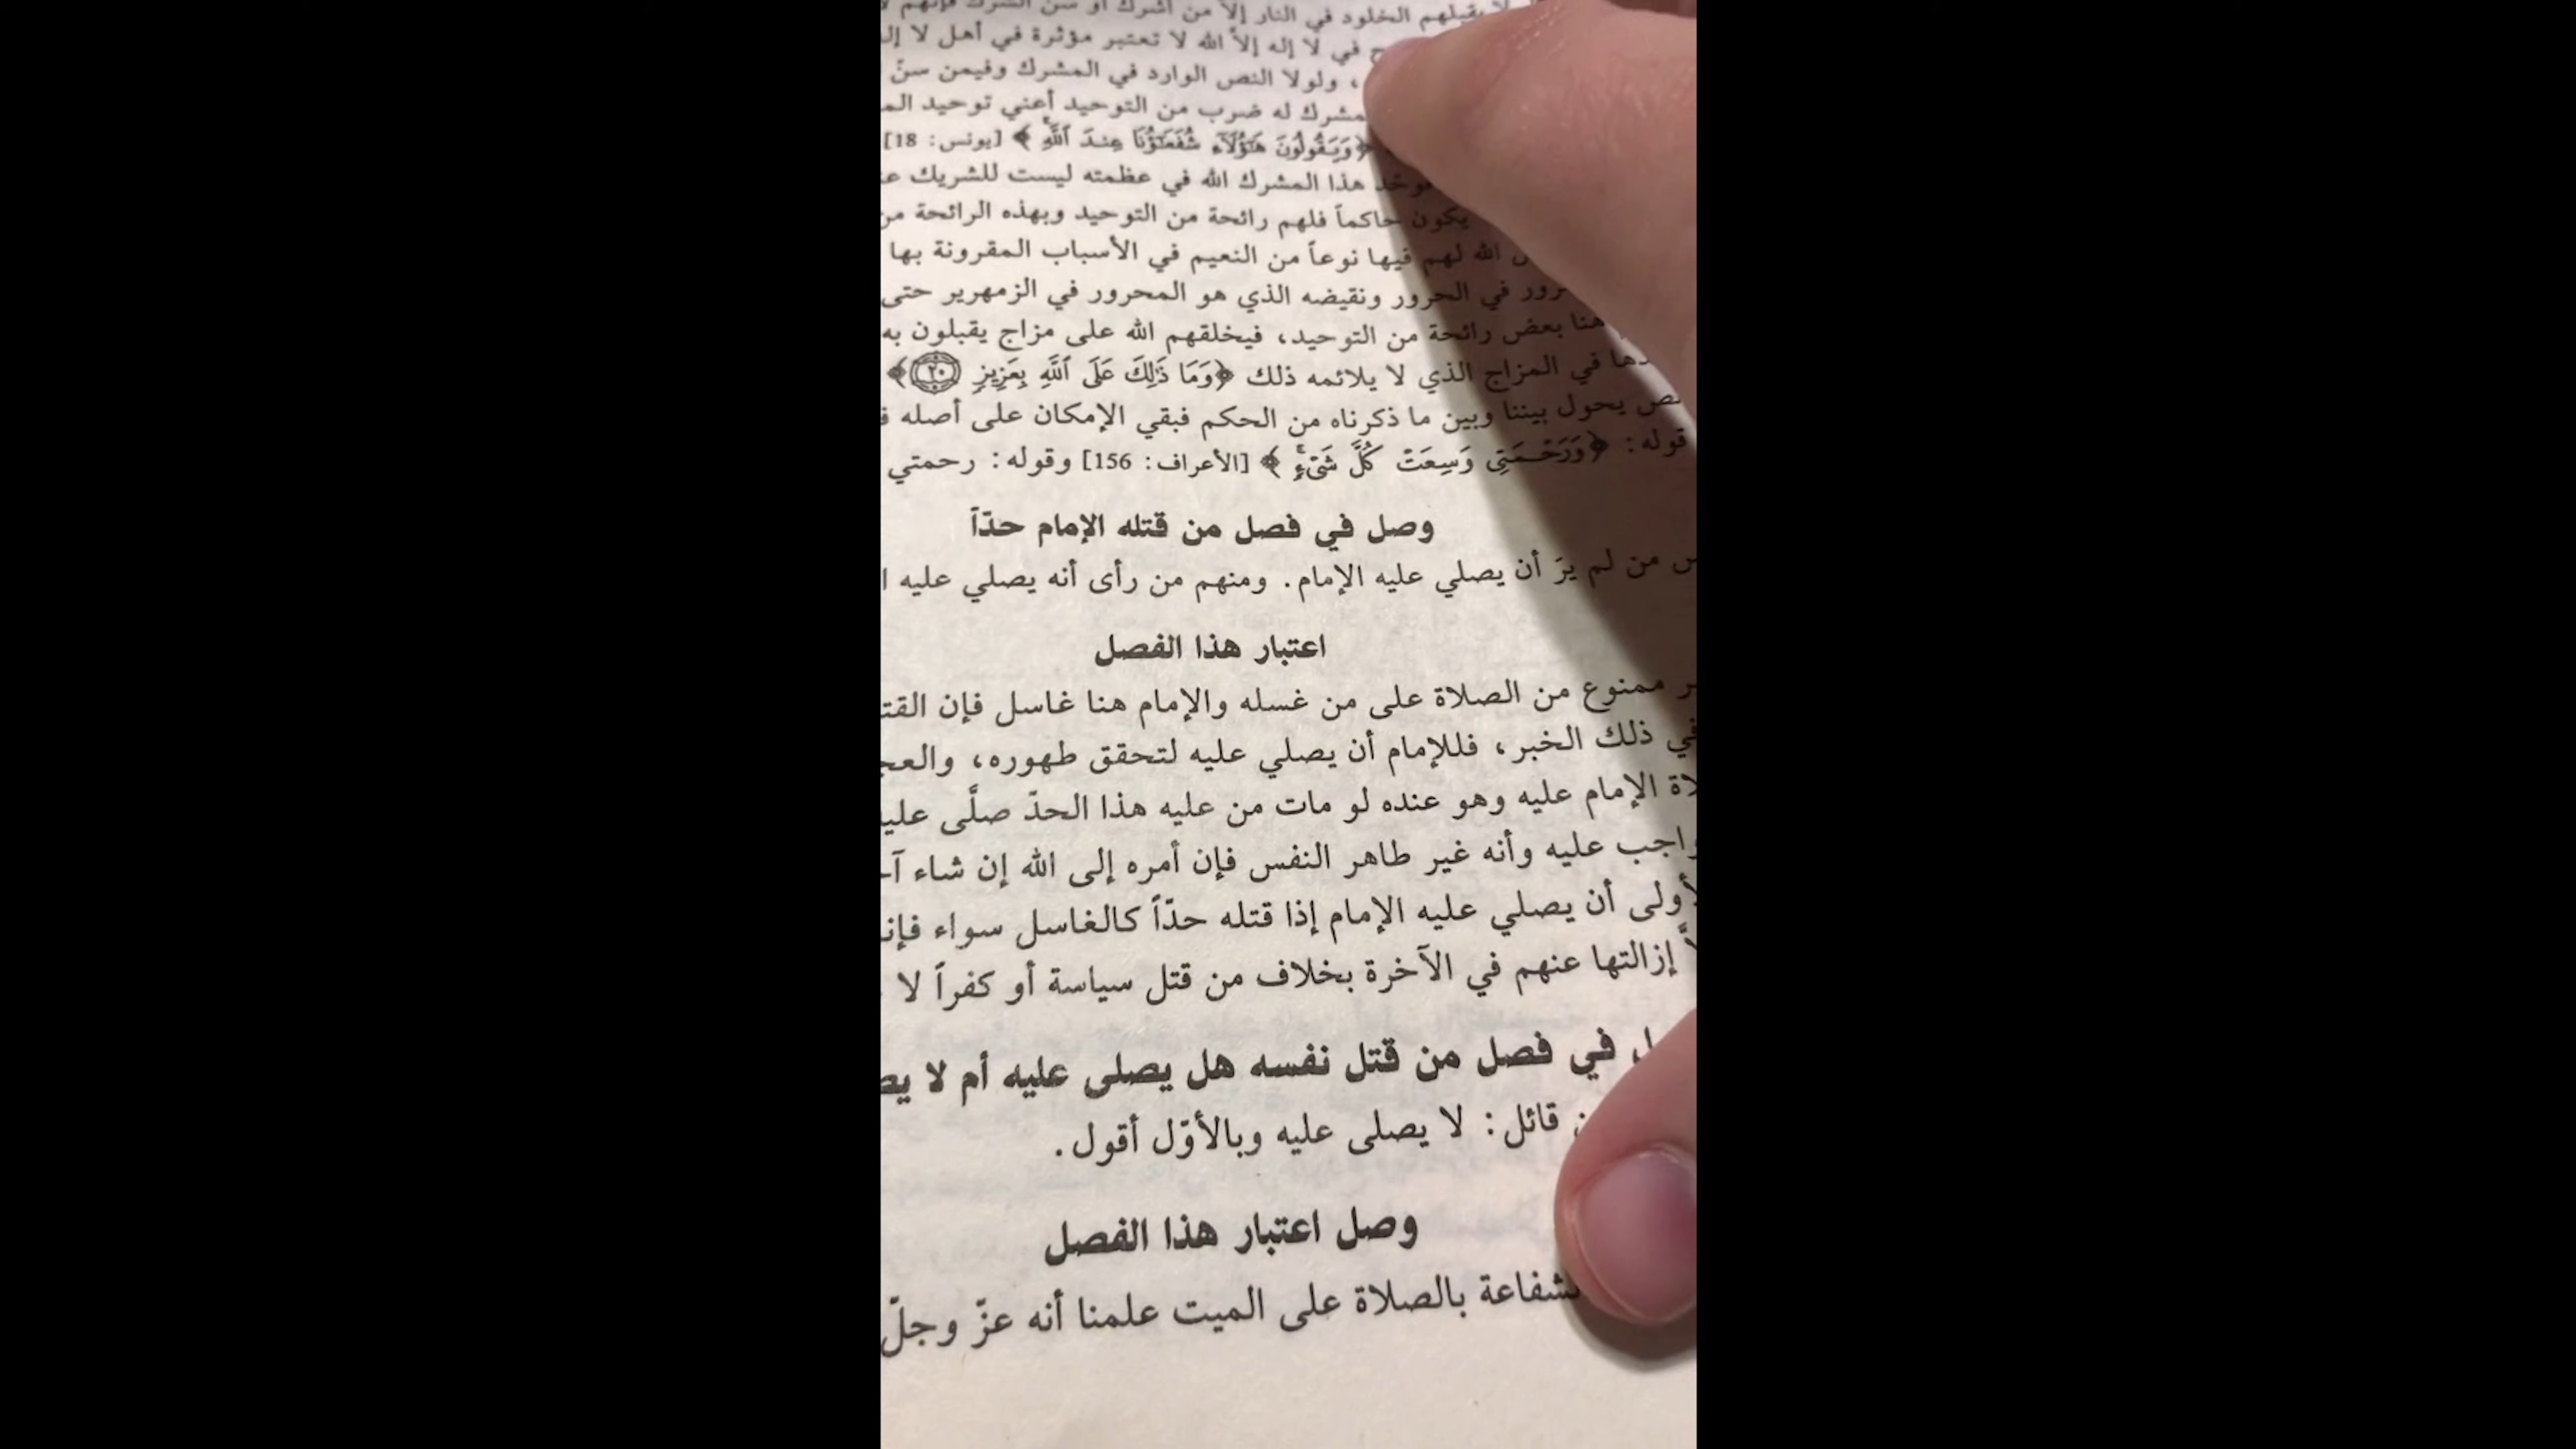 يقبلهم الخلود في النار إلاّ من أشرك أو سن الشرك فإنهم
في لا إله إلاّ الله لا تعتبر مؤثرة في أهل لا
، ولولا النص الوارد في المشرك وفيمن سنّ
مشرك له ضرب من التوحيد أعني توحيد
﴿وَيَقُولُونَ هَٰٓؤُلَآءِ شُفَعَٰٓؤُنَا عِندَ ٱللَّهِۚ﴾ [يونس: 18]
هذا المشرك الله في عظمته ليست للشريك
يكون حاكماً فلهم رائحة من التوحيد وبهذه الرائحة
الله لهم فيها نوعاً من النعيم في الأسباب المقرونة بها
في الحرور ونقيضه الذي هو المحرور في الزمهرير حتى
هنا بعض رائحة من التوحيد، فيخلقهم الله على مزاج يقبلون به
في المزاج الذي لا يلائمه ذلك ﴿وَمَا ذَٰلِكَ عَلَى ٱللَّهِ بِعَزِيزٍ ٢٠﴾
يحول بيننا وبين ما ذكرناه من الحكم فبقي الإمكان على أصله
قوله: ﴿وَرَحْمَتِى وَسِعَتْ كُلَّ شَىْءٍۚ﴾ [الأعراف: 156] وقوله: رحمتي
وصل في فصل من قتله الإمام حدّاً
من لم يرَ أن يصلي عليه الإمام. ومنهم من رأى أنه يصلي عليه
اعتبار هذا الفصل
ممنوع من الصلاة على من غسله والإمام هنا غاسل فإن
في ذلك الخبر، فللإمام أن يصلي عليه لتحقق طهوره،
الإمام عليه وهو عنده لو مات من عليه هذا الحدّ صلَّى
واجب عليه وأنه غير طاهر النفس فإن أمره إلى الله إن شاء
أن يصلي عليه الإمام إذا قتله حدّاً كالغاسل سواء
إزالتها عنهم في الآخرة بخلاف من قتل سياسة أو كفراً لا
في فصل من قتل نفسه هل يصلى عليه أم لا
قائل: لا يصلى عليه وبالأوّل أقول.
وصل اعتبار هذا الفصل
بالصلاة على الميت علمنا أنه عزّ وجلّ